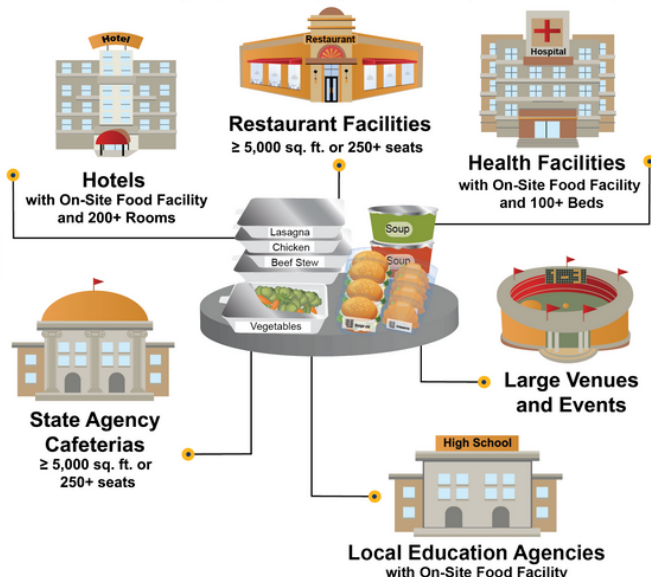 Hotel
Restaurant
Hospital
Restaurant Facilities
≥ 5,000 sq. ft. or 250+ seats
Hotels
with On-Site Food Facility
and 200+ Rooms
Health Facilities
with On-Site Food Facility
and 100+ Beds
Lasagna
Chicken
Beef Stew
Vegetables
Soup
Soup
State Agency
Cafeterias
≥ 5,000 sq. ft. or
250+ seats
Large Venues
and Events
High School
Local Education Agencies
with On-Site Food Facility